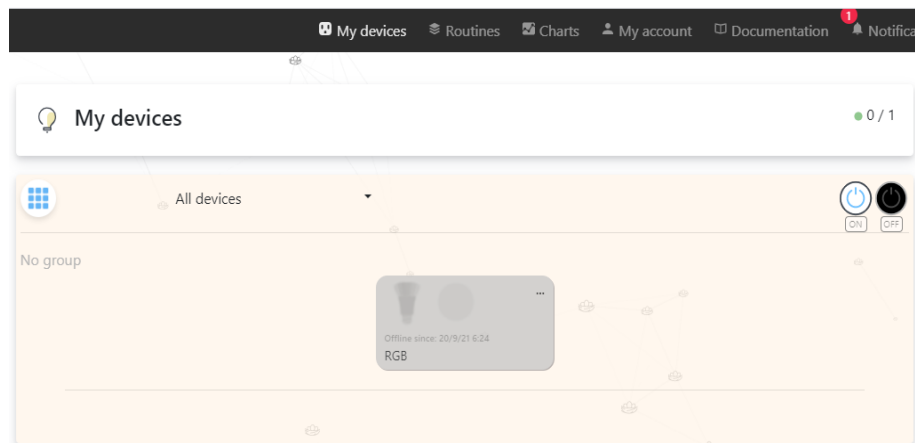 My devices Routines Charts My account Documentation 1 Notifica
My devices 0 / 1
All devices
ON OFF
No group
...
Offline since: 20/9/21 6:24
RGB